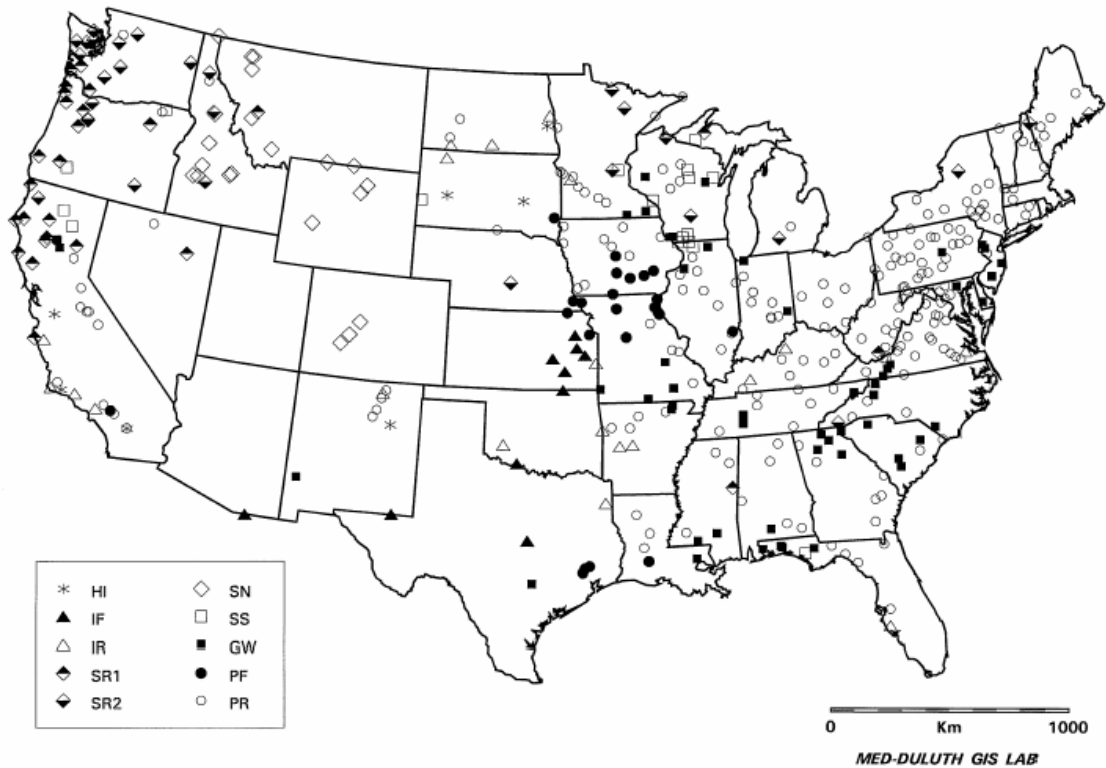 HI SN
IF SS
IR GW
SR1 PF
SR2 PR
0 Km 1000
MED-DULUTH GIS LAB